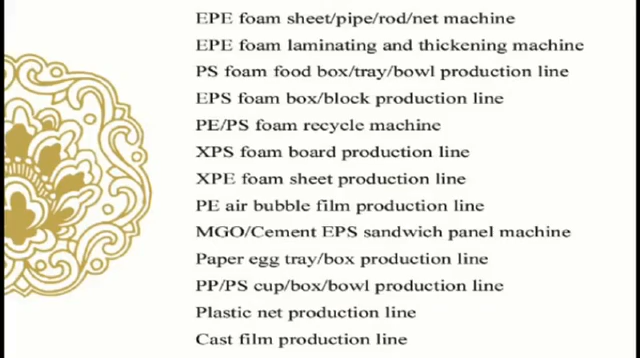 EPE foam sheet/pipe/rod/net machine
EPE foam laminating and thickening machine
PS foam food box/tray/bowl production line
EPS foam box/block production line
PE/PS foam recycle machine
XPS foam board production line
XPE foam sheet production line
PE air bubble film production line
MGO/Cement EPS sandwich panel machine
Paper egg tray/box production line
PP/PS cup/box/bowl production line
Plastic net production line
Cast film production line